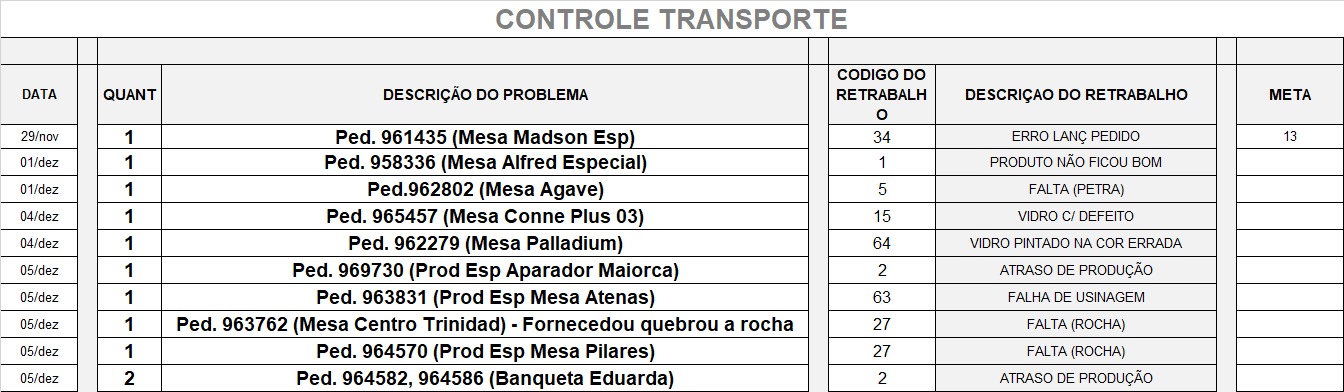 CONTROLE TRANSPORTE
DATA QUANT DESCRIÇÃO DO PROBLEMA CODIGO DO RETRABALHO DESCRIÇAO DO RETRABALHO META
29/nov 1 Ped. 961435 (Mesa Madson Esp) 34 ERRO LANÇ PEDIDO 13
01/dez 1 Ped. 958336 (Mesa Alfred Especial) 1 PRODUTO NÃO FICOU BOM
01/dez 1 Ped.962802 (Mesa Agave) 5 FALTA (PETRA)
04/dez 1 Ped. 965457 (Mesa Conne Plus 03) 15 VIDRO C/ DEFEITO
04/dez 1 Ped. 962279 (Mesa Palladium) 64 VIDRO PINTADO NA COR ERRADA
05/dez 1 Ped. 969730 (Prod Esp Aparador Maiorca) 2 ATRASO DE PRODUÇÃO
05/dez 1 Ped. 963831 (Prod Esp Mesa Atenas) 63 FALHA DE USINAGEM
05/dez 1 Ped. 963762 (Mesa Centro Trinidad) - Fornecedou quebrou a rocha 27 FALTA (ROCHA)
05/dez 1 Ped. 964570 (Prod Esp Mesa Pilares) 27 FALTA (ROCHA)
05/dez 2 Ped. 964582, 964586 (Banqueta Eduarda) 2 ATRASO DE PRODUÇÃO